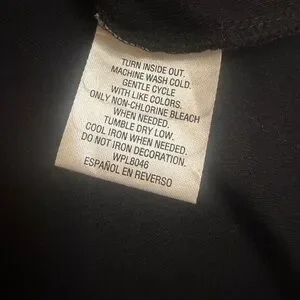 TURN INSIDE OUT.
MACHINE WASH COLD.
GENTLE CYCLE
WITH LIKE COLORS.
ONLY NON-CHLORINE BLEACH
WHEN NEEDED.
TUMBLE DRY LOW.
COOL IRON WHEN NEEDED.
DO NOT IRON DECORATION.
WPL8046
ESPAÑOL EN REVERSO